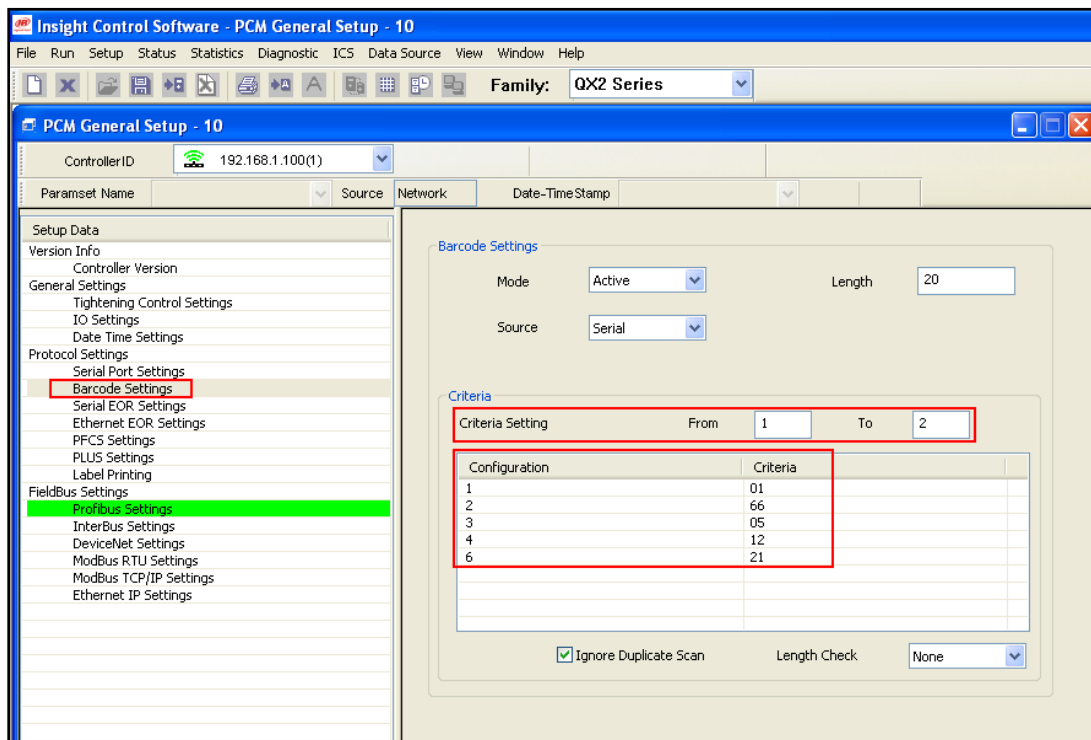 Insight Control Software - PCM General Setup - 10
File Run Setup Status Statistics Diagnostic ICS Data Source View Window Help
Family: QX2 Series
PCM General Setup - 10
ControllerID 192.168.1.100(1)
Paramset Name Source Network Date-Time Stamp
Setup Data
Version Info
Controller Version
General Settings
Tightening Control Settings
IO Settings
Date Time Settings
Protocol Settings
Serial Port Settings
Barcode Settings
Serial EOR Settings
Ethernet EOR Settings
PFCS Settings
PLUS Settings
Label Printing
FieldBus Settings
Profibus Settings
InterBus Settings
DeviceNet Settings
ModBus RTU Settings
ModBus TCP/IP Settings
Ethernet IP Settings
Barcode Settings
Mode Active Length 20
Source Serial
Criteria
Criteria Setting From 1 To 2
Configuration Criteria
1 01
2 66
3 05
4 12
6 21
Ignore Duplicate Scan Length Check None